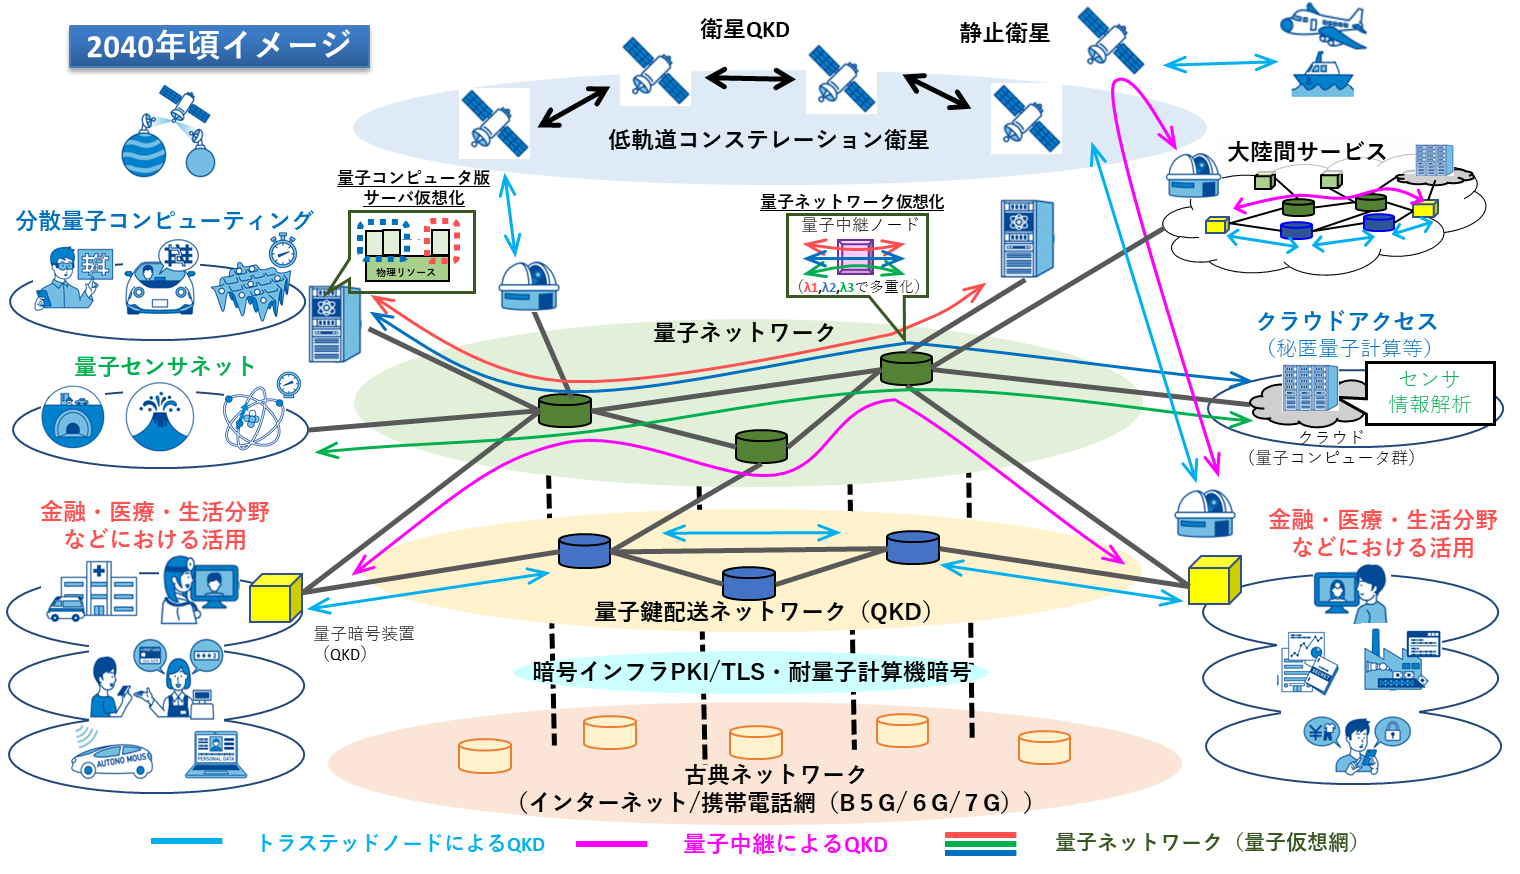 2040年頃イメージ
衛星QKD
静止衛星
低軌道コンステレーション衛星
大陸間サービス
量子コンピュータ版
サーバ仮想化
物理リソース
量子ネットワーク仮想化
量子中継ノード
（λ1,λ2,λ3で多重化）
分散量子コンピューティング
量子センサネット
量子ネットワーク
クラウドアクセス
（秘匿量子計算等）
センサ
情報解析
クラウド
（量子コンピュータ群）
金融・医療・生活分野
などにおける活用
金融・医療・生活分野
などにおける活用
量子暗号装置
（QKD）
量子鍵配送ネットワーク（QKD）
暗号インフラPKI/TLS・耐量子計算機暗号
AUTONOMOUS
PERSONAL DATA
古典ネットワーク
（インターネット/携帯電話網（B５G/６G/７G））
トラステッドノードによるQKD
量子中継によるQKD
量子ネットワーク（量子仮想網）